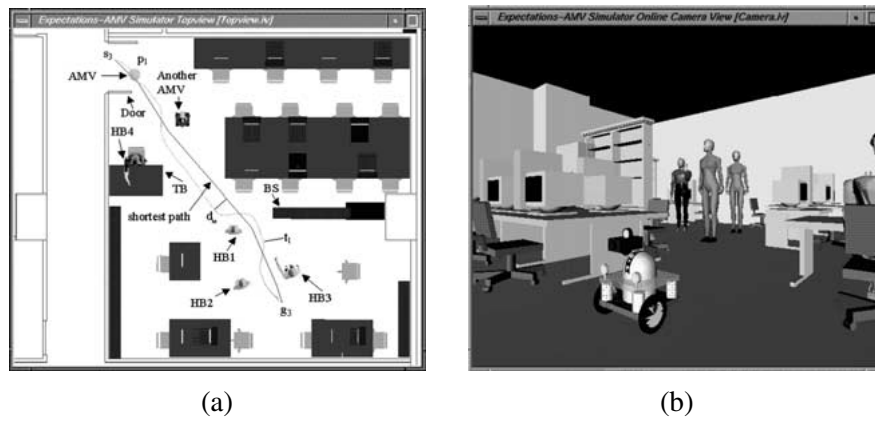 Expectations-AMV Simulator Topview [Topview.iv]
s3
p1
AMV
Another
AMV
Door
HB4
TB
BS
shortest path
d
HB1
t1
HB2
HB3
g3
(a)
Expectations-AMV Simulator Online Camera View [Camera.iv]
(b)